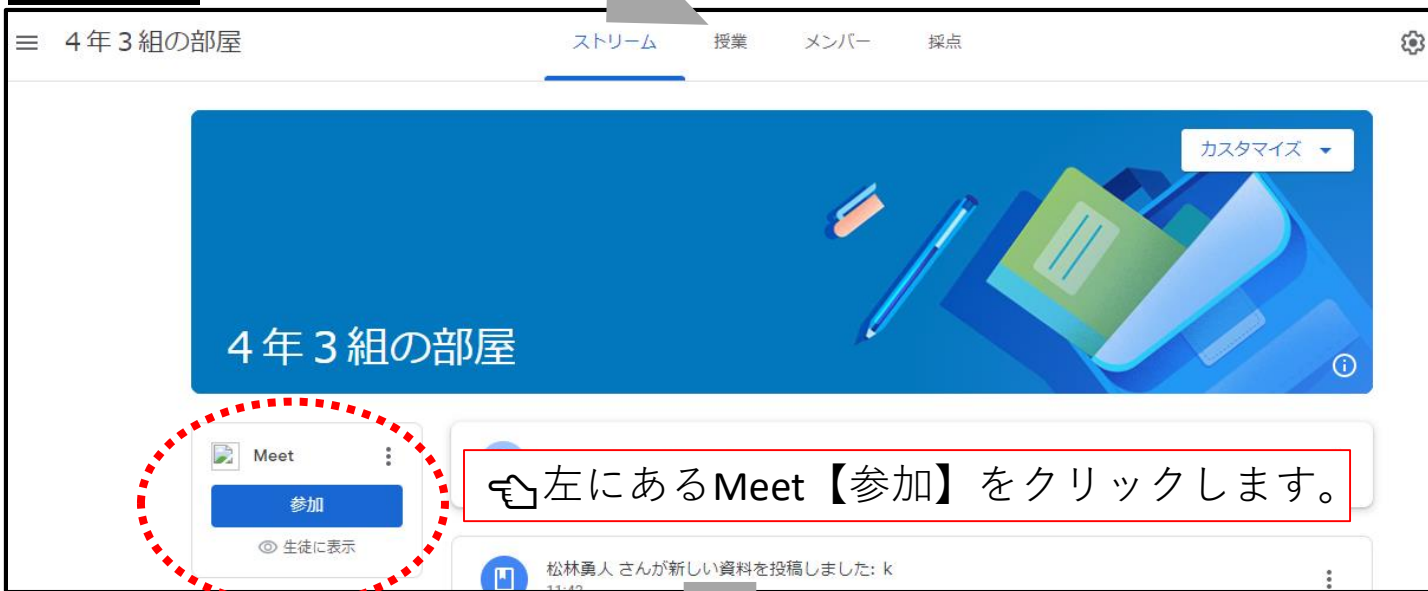 ４年３組の部屋
ストリーム 授業 メンバー 採点
カスタマイズ
４年３組の部屋
Meet
参加
生徒に表示
左にあるMeet【参加】をクリックします。
松林勇人 さんが新しい資料を投稿しました: k